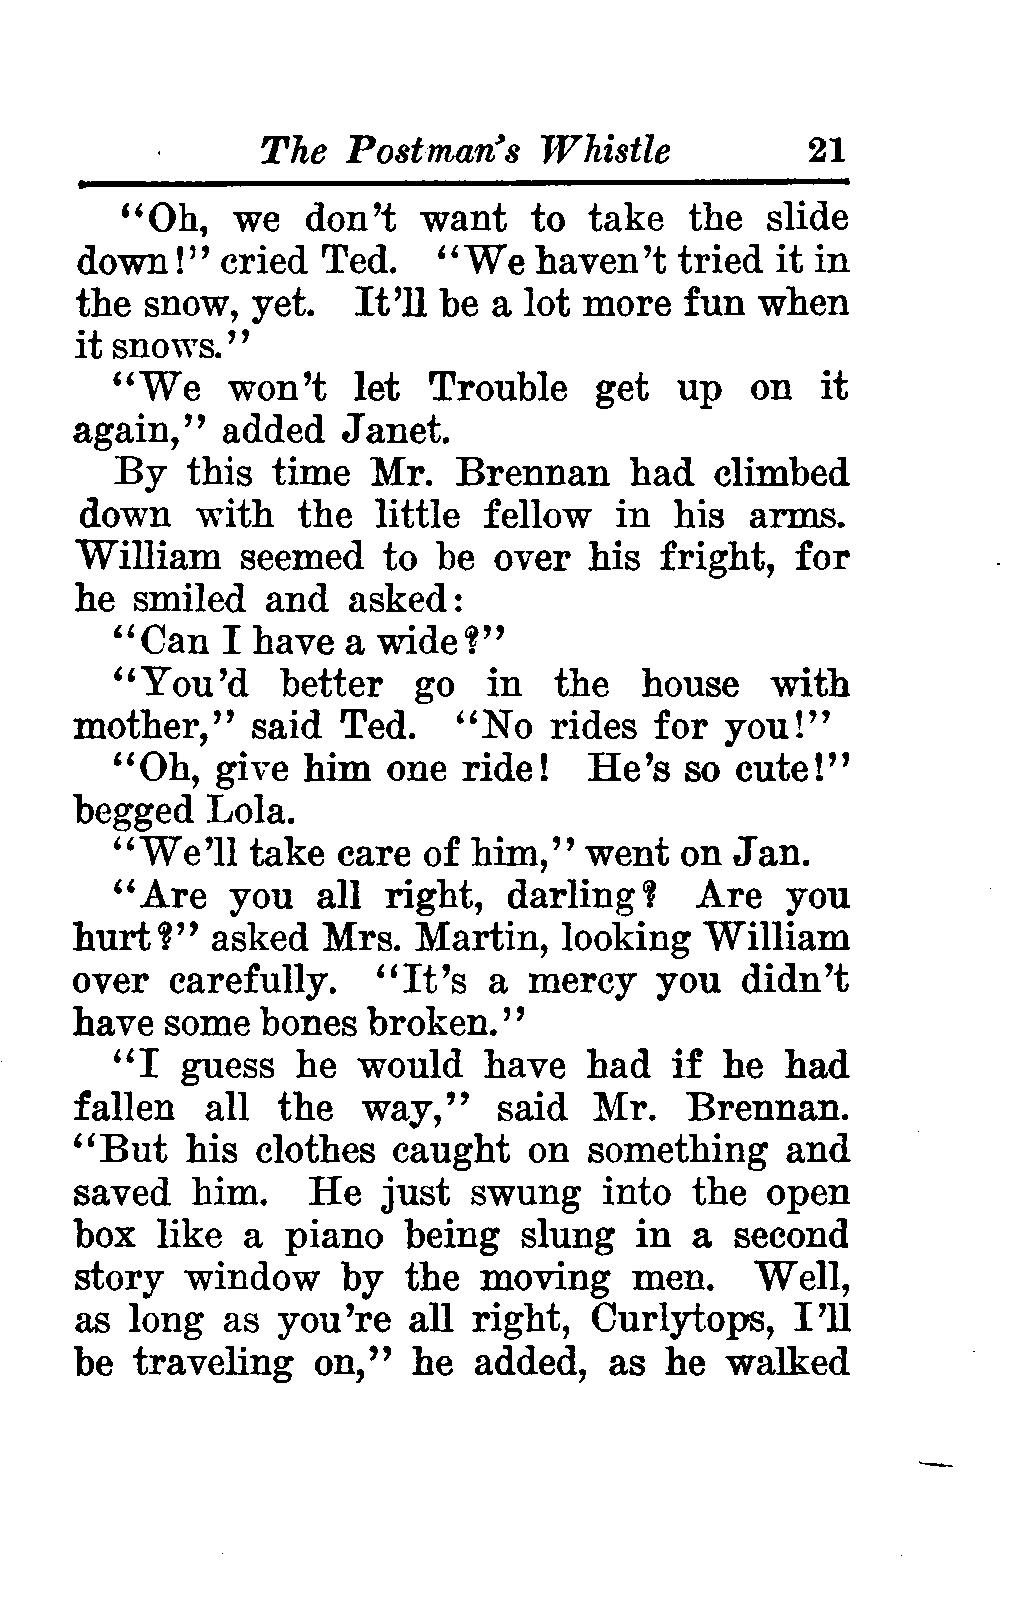 The Postman's Whistle 21
"Oh, we don't want to take the slide
down!" cried Ted. "We haven't tried it in
the snow, yet. It'll be a lot more fun when
it snows."
"We won't let Trouble get up on it
again," added Janet.
By this time Mr. Brennan had climbed
down with the little fellow in his arms.
William seemed to be over his fright, for
he smiled and asked:
"Can I have a wide?"
"You'd better go in the house with
mother," said Ted. "No rides for you!"
"Oh, give him one ride! He's so cute!"
begged Lola.
"We'll take care of him," went on Jan.
"Are you all right, darling? Are you
hurt?" asked Mrs. Martin, looking William
over carefully. "It's a mercy you didn't
have some bones broken."
"I guess he would have had if he had
fallen all the way," said Mr. Brennan.
"But his clothes caught on something and
saved him. He just swung into the open
box like a piano being slung in a second
story window by the moving men. Well,
as long as you're all right, Curlytops, I'll
be traveling on," he added, as he walked